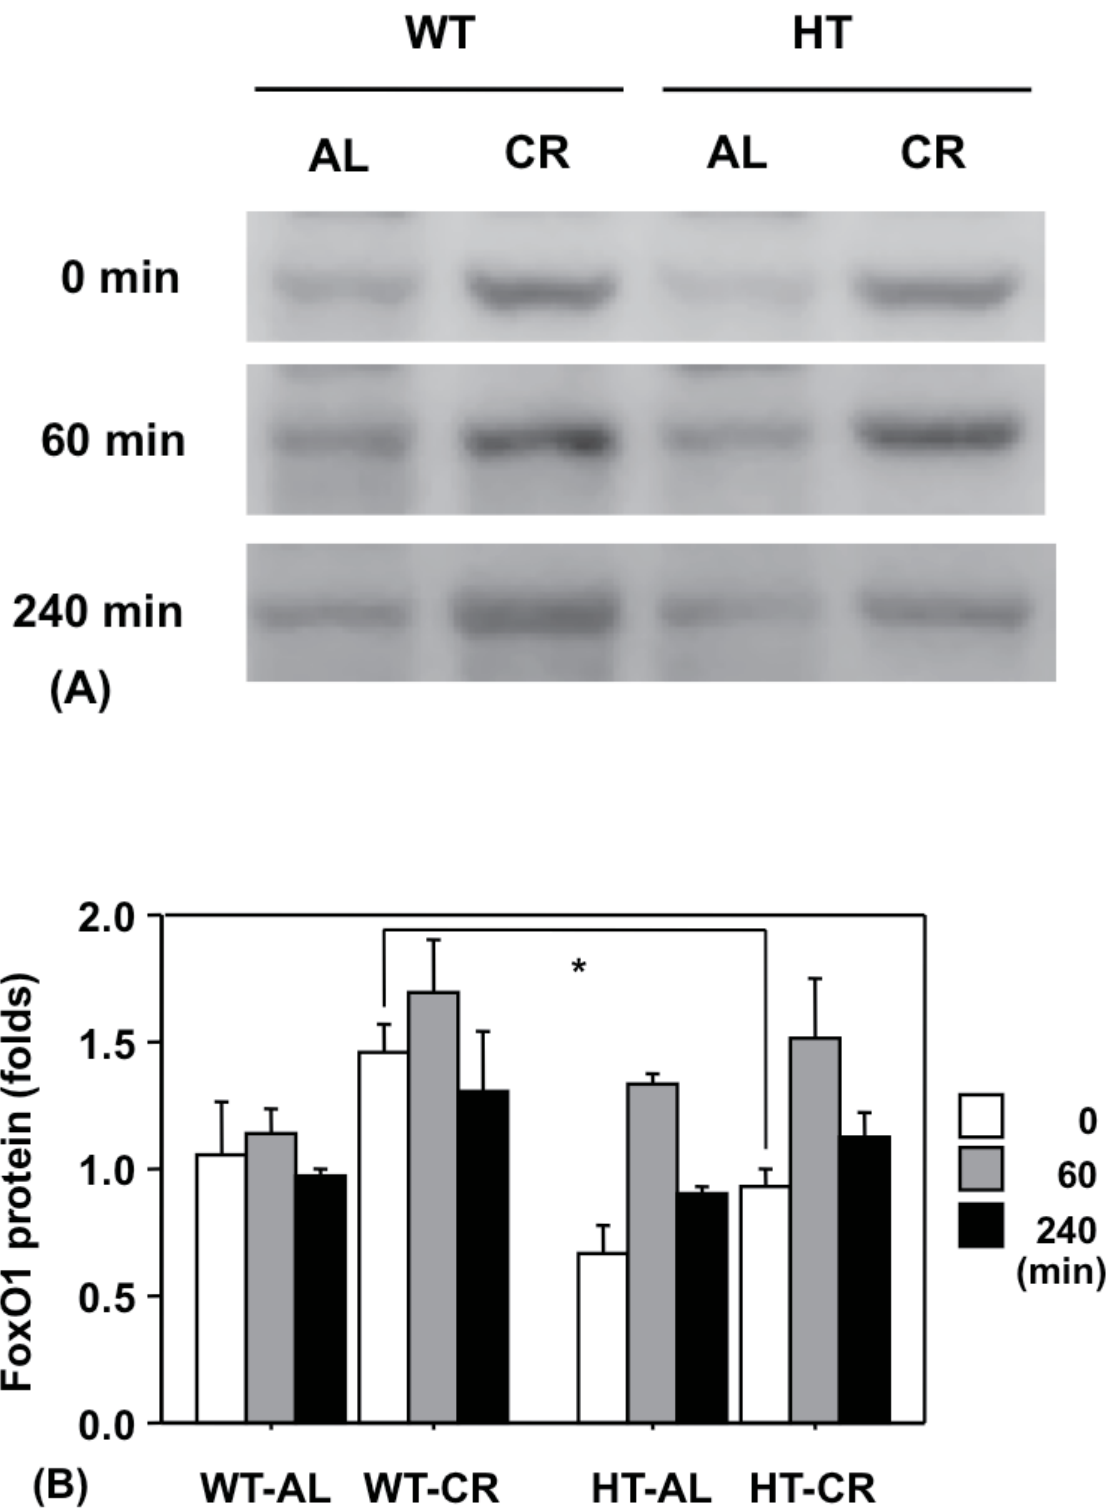 WT HT
AL CR AL CR
0 min
60 min
240 min
(A)
2.0
1.5
1.0
0.5
0.0
FoxO1 protein (folds)
*
0
60
240
(min)
(B) WT-AL WT-CR HT-AL HT-CR